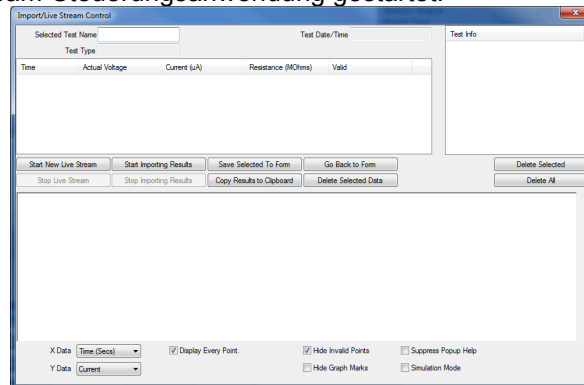 am-Steuerungsanwendung gestartet.
Import/Live Stream Control
Selected Test Name Test Date/Time Test Info
Test Type
Time Actual Voltage Current (uA) Resistance (MOhms) Valid
Start New Live Stream Start Importing Results Save Selected To Form Go Back to Form Delete Selected
Stop Live Stream Stop Importing Results Copy Results to Clipboard Delete Selected Data Delete All
X Data Time (Secs) Display Every Point. Hide Invalid Points Suppress Popup Help
Y Data Current Hide Graph Marks Simulation Mode